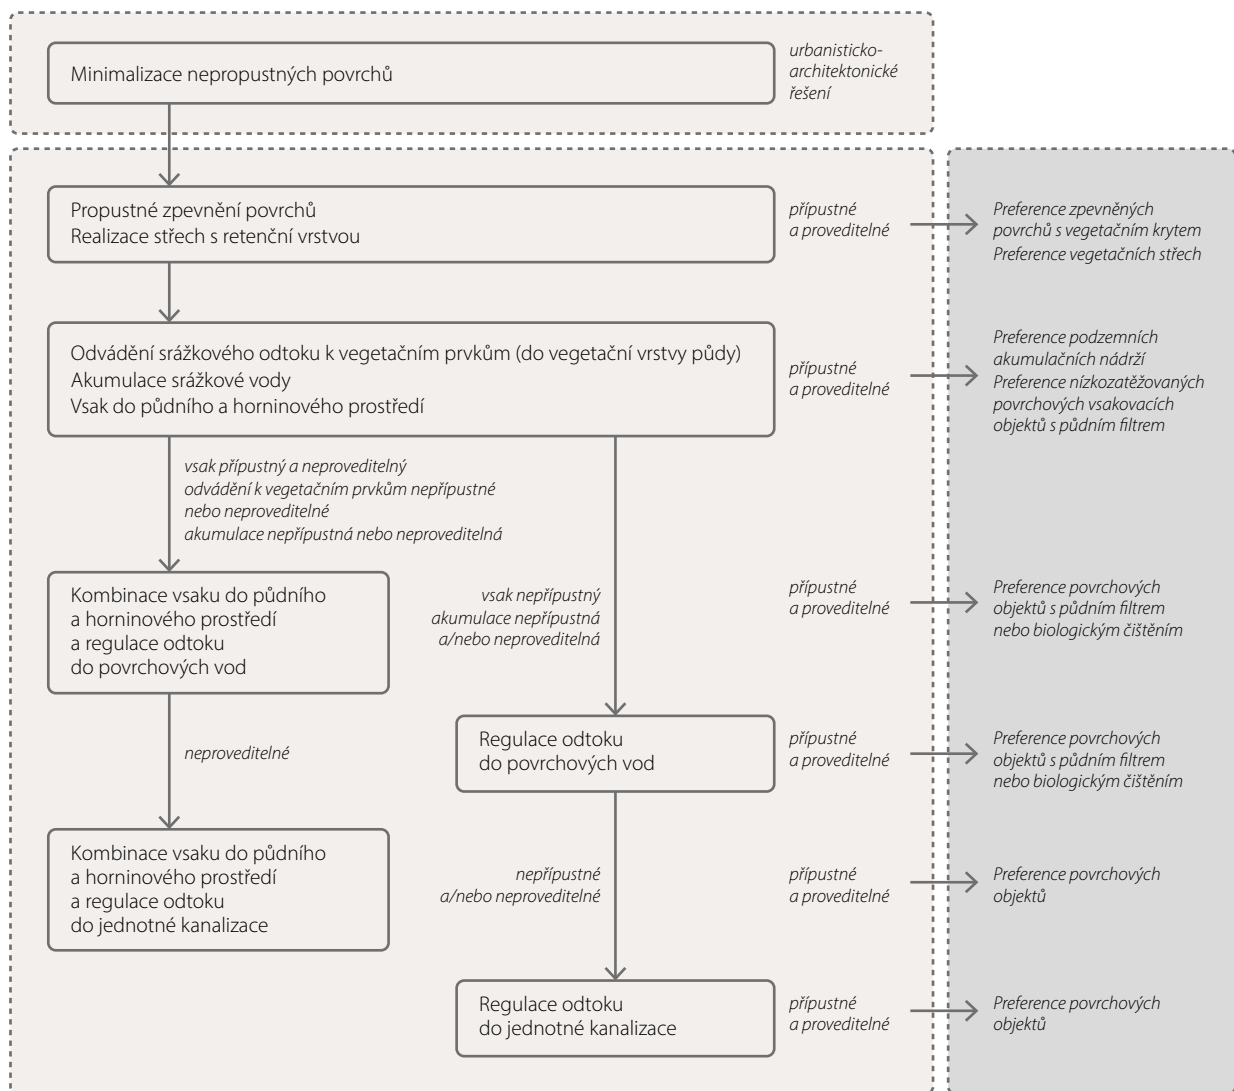 Minimalizace nepropustných povrchů
urbanisticko-
architektonické
řešení
Propustné zpevnění povrchů
Realizace střech s retenční vrstvou
přípustné
a proveditelné
Preference zpevněných
povrchů s vegetačním krytem
Preference vegetačních střech
Odvádění srážkového odtoku k vegetačním prvkům (do vegetační vrstvy půdy)
Akumulace srážkové vody
Vsak do půdního a horninového prostředí
přípustné
a proveditelné
Preference podzemních
akumulačních nádrží
Preference nízkozatěžovaných
povrchových vsakovacích
objektů s půdním filtrem
vsak přípustný a neproveditelný
odvádění k vegetačním prvkům nepřípustné
nebo neproveditelné
akumulace nepřípustná nebo neproveditelná
Kombinace vsaku do půdního
a horninového prostředí
a regulace odtoku
do povrchových vod
vsak nepřípustný
akumulace nepřípustná
a/nebo neproveditelná
přípustné
a proveditelné
Preference povrchových
objektů s půdním filtrem
nebo biologickým čištěním
neproveditelné
Regulace odtoku
do povrchových vod
přípustné
a proveditelné
Preference povrchových
objektů s půdním filtrem
nebo biologickým čištěním
Kombinace vsaku do půdního
a horninového prostředí
a regulace odtoku
do jednotné kanalizace
nepřípustné
a/nebo neproveditelné
přípustné
a proveditelné
Preference povrchových
objektů
Regulace odtoku
do jednotné kanalizace
přípustné
a proveditelné
Preference povrchových
objektů